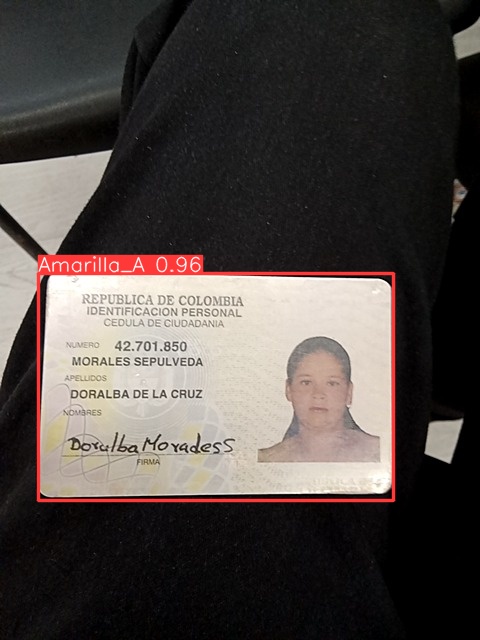 Amarilla_A 0.96
REPUBLICA DE COLOMBIA
IDENTIFICACION PERSONAL
CEDULA DE CIUDADANIA
NUMERO 42.701.850
MORALES SEPULVEDA
APELLIDOS
DORALBA DE LA CRUZ
NOMBRES
Doralba Morales S
FIRMA